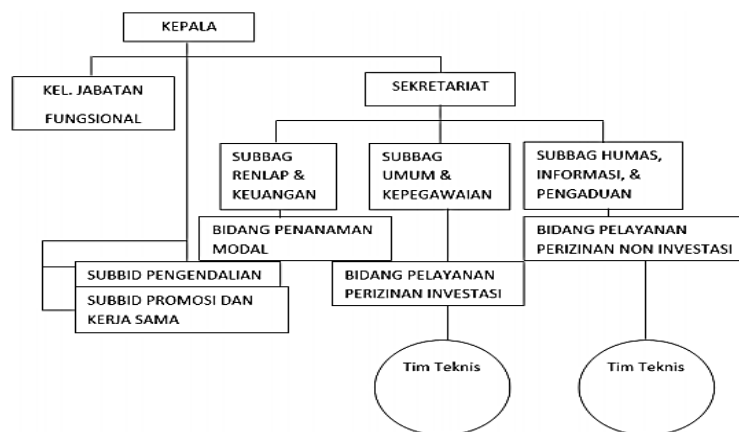 KEPALA
KEL. JABATAN
FUNGSIONAL
SEKRETARIAT
SUBBAG
RENLAP &
KEUANGAN
SUBBAG
UMUM &
KEPEGAWAIAN
SUBBAG HUMAS,
INFORMASI, &
PENGADUAN
BIDANG PENANAMAN
MODAL
BIDANG PELAYANAN
PERIZINAN NON INVESTASI
SUBBID PENGENDALIAN
SUBBID PROMOSI DAN
KERJA SAMA
BIDANG PELAYANAN
PERIZINAN INVESTASI
Tim Teknis
Tim Teknis